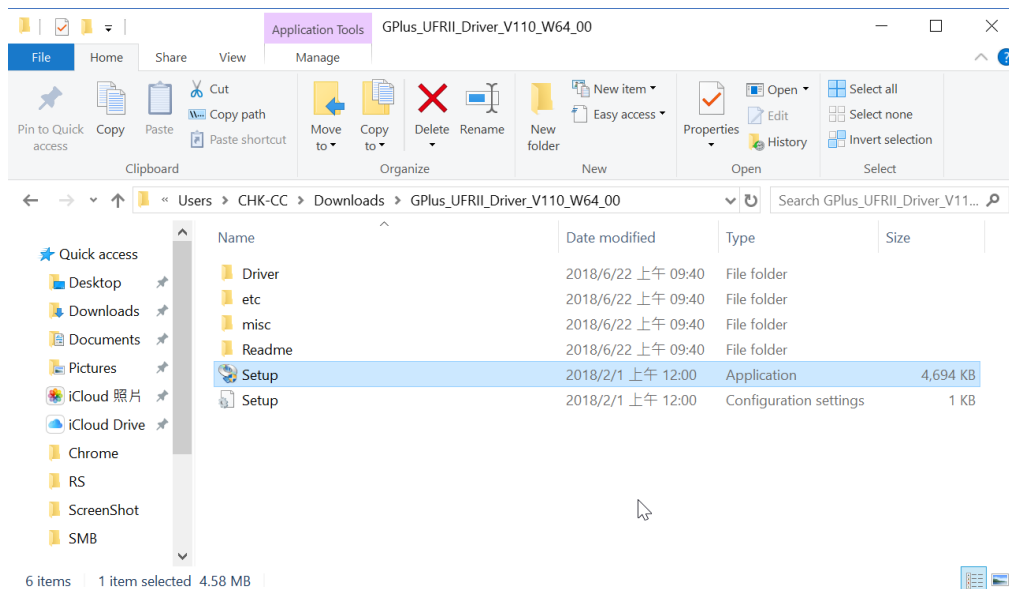 Application Tools GPlus_UFRII_Driver_V110_W64_00
File Home Share View Manage
Pin to Quick access
Copy
Paste
Cut
Copy path
Paste shortcut
Clipboard
Move to
Copy to
Delete
Rename
Organize
New folder
New item
Easy access
New
Properties
Open
Edit
History
Open
Select all
Select none
Invert selection
Select
« Users > CHK-CC > Downloads > GPlus_UFRII_Driver_V110_W64_00
Search GPlus_UFRII_Driver_V11...
Quick access
Desktop
Downloads
Documents
Pictures
iCloud 照片
iCloud Drive
Chrome
RS
ScreenShot
SMB
Name Date modified Type Size
Driver 2018/6/22 上午 09:40 File folder
etc 2018/6/22 上午 09:40 File folder
misc 2018/6/22 上午 09:40 File folder
Readme 2018/6/22 上午 09:40 File folder
Setup 2018/2/1 上午 12:00 Application 4,694 KB
Setup 2018/2/1 上午 12:00 Configuration settings 1 KB
6 items 1 item selected 4.58 MB